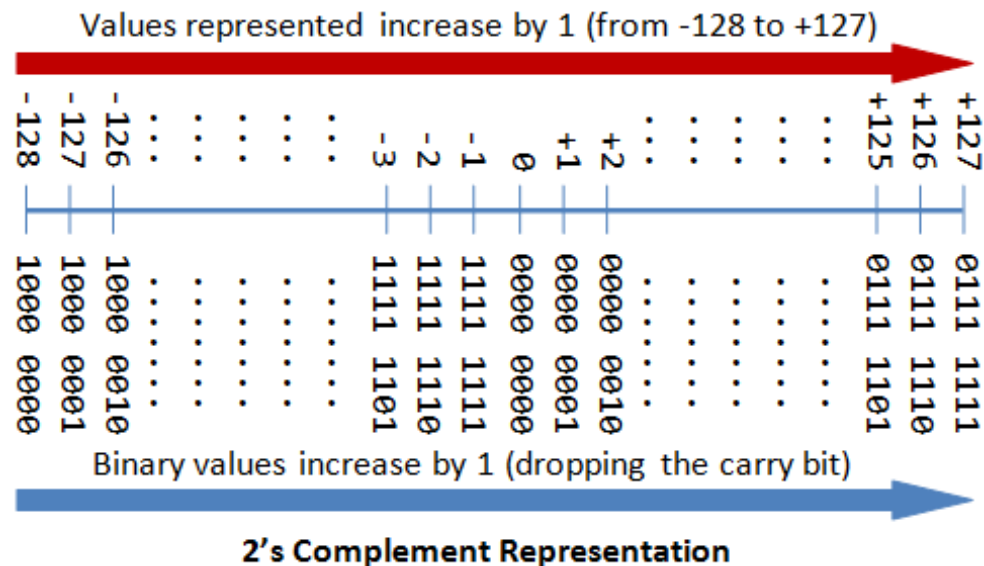 Values represented increase by 1 (from -128 to +127)
-128 -127 -126 -3 -2 -1 0 +1 +2 +125 +126 +127
1000 0000 1000 0001 1000 0010 1111 1101 1111 1110 1111 1111 0000 0000 0000 0001 0000 0010 0111 1101 0111 1110 0111 1111
Binary values increase by 1 (dropping the carry bit)
2's Complement Representation